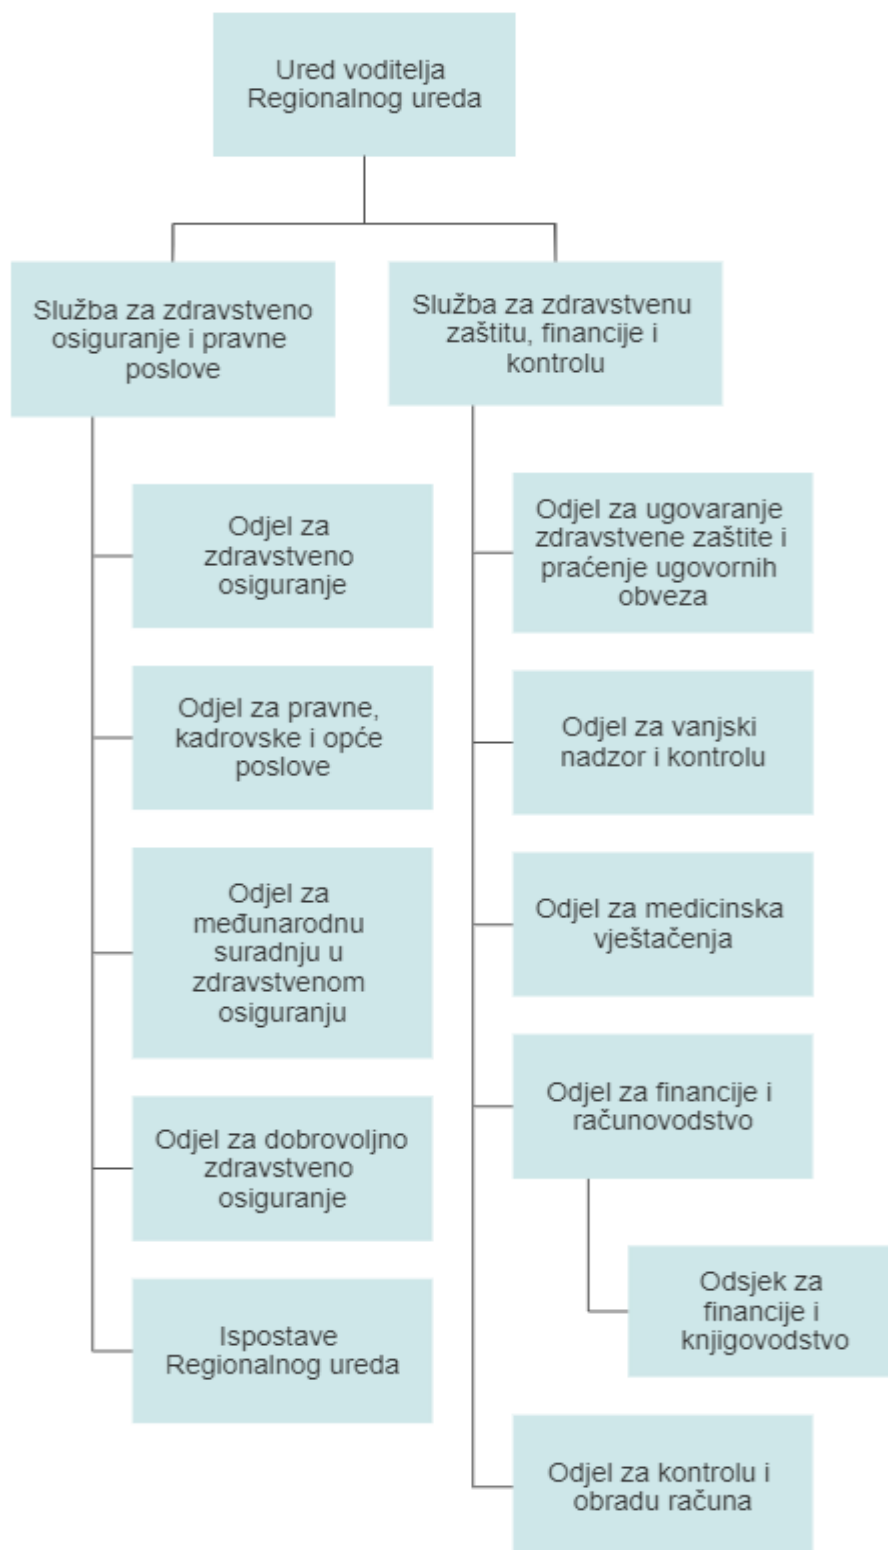 Ured voditelja
Regionalnog ureda
Služba za zdravstveno
osiguranje i pravne
poslove
Služba za zdravstvenu
zaštitu, financije i
kontrolu
Odjel za
zdravstveno
osiguranje
Odjel za pravne,
kadrovske i opće
poslove
Odjel za
međunarodnu
suradnju u
zdravstvenom
osiguranju
Odjel za dobrovoljno
zdravstveno
osiguranje
Ispostave
Regionalnog ureda
Odjel za ugovaranje
zdravstvene zaštite i
praćenje ugovornih
obveza
Odjel za vanjski
nadzor i kontrolu
Odjel za medicinska
vještačenja
Odjel za financije i
računovodstvo
Odsjek za
financije i
knjigovodstvo
Odjel za kontrolu i
obradu računa